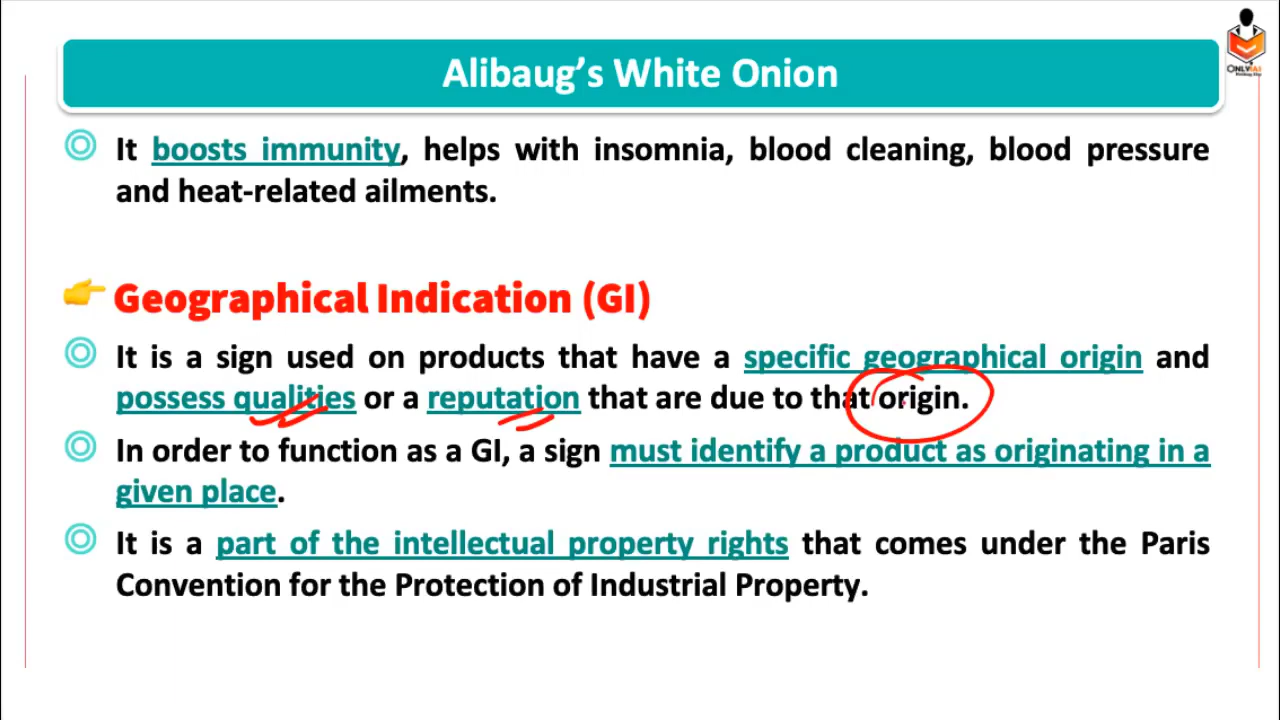 Alibaug's White Onion
It boosts immunity, helps with insomnia, blood cleaning, blood pressure
and heat-related ailments.
Geographical Indication (GI)
It is a sign used on products that have a specific geographical origin and
possess qualities or a reputation that are due to that origin.
In order to function as a GI, a sign must identify a product as originating in a
given place.
It is a part of the intellectual property rights that comes under the Paris
Convention for the Protection of Industrial Property.